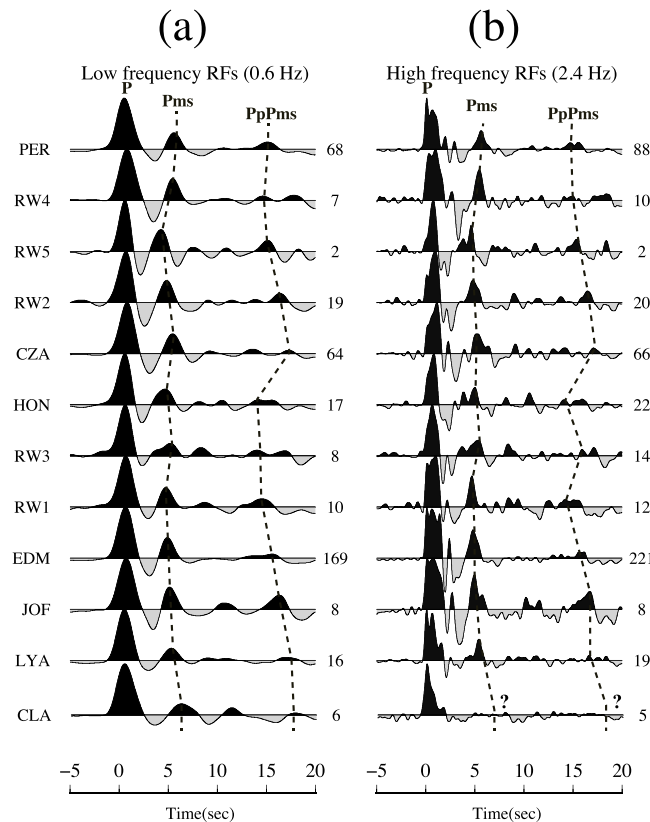 (a) (b)
Low frequency RFs (0.6 Hz) High frequency RFs (2.4 Hz)
P Pms PpPms P Pms PpPms
PER 68 88
RW4 7 10
RW5 2 2
RW2 19 20
CZA 64 66
HON 17 22
RW3 8 14
RW1 10 12
EDM 169 221
JOF 8 8
LYA 16 19
CLA 6 ? ? 5
−5 0 5 10 15 20 −5 0 5 10 15 20
Time(sec) Time(sec)